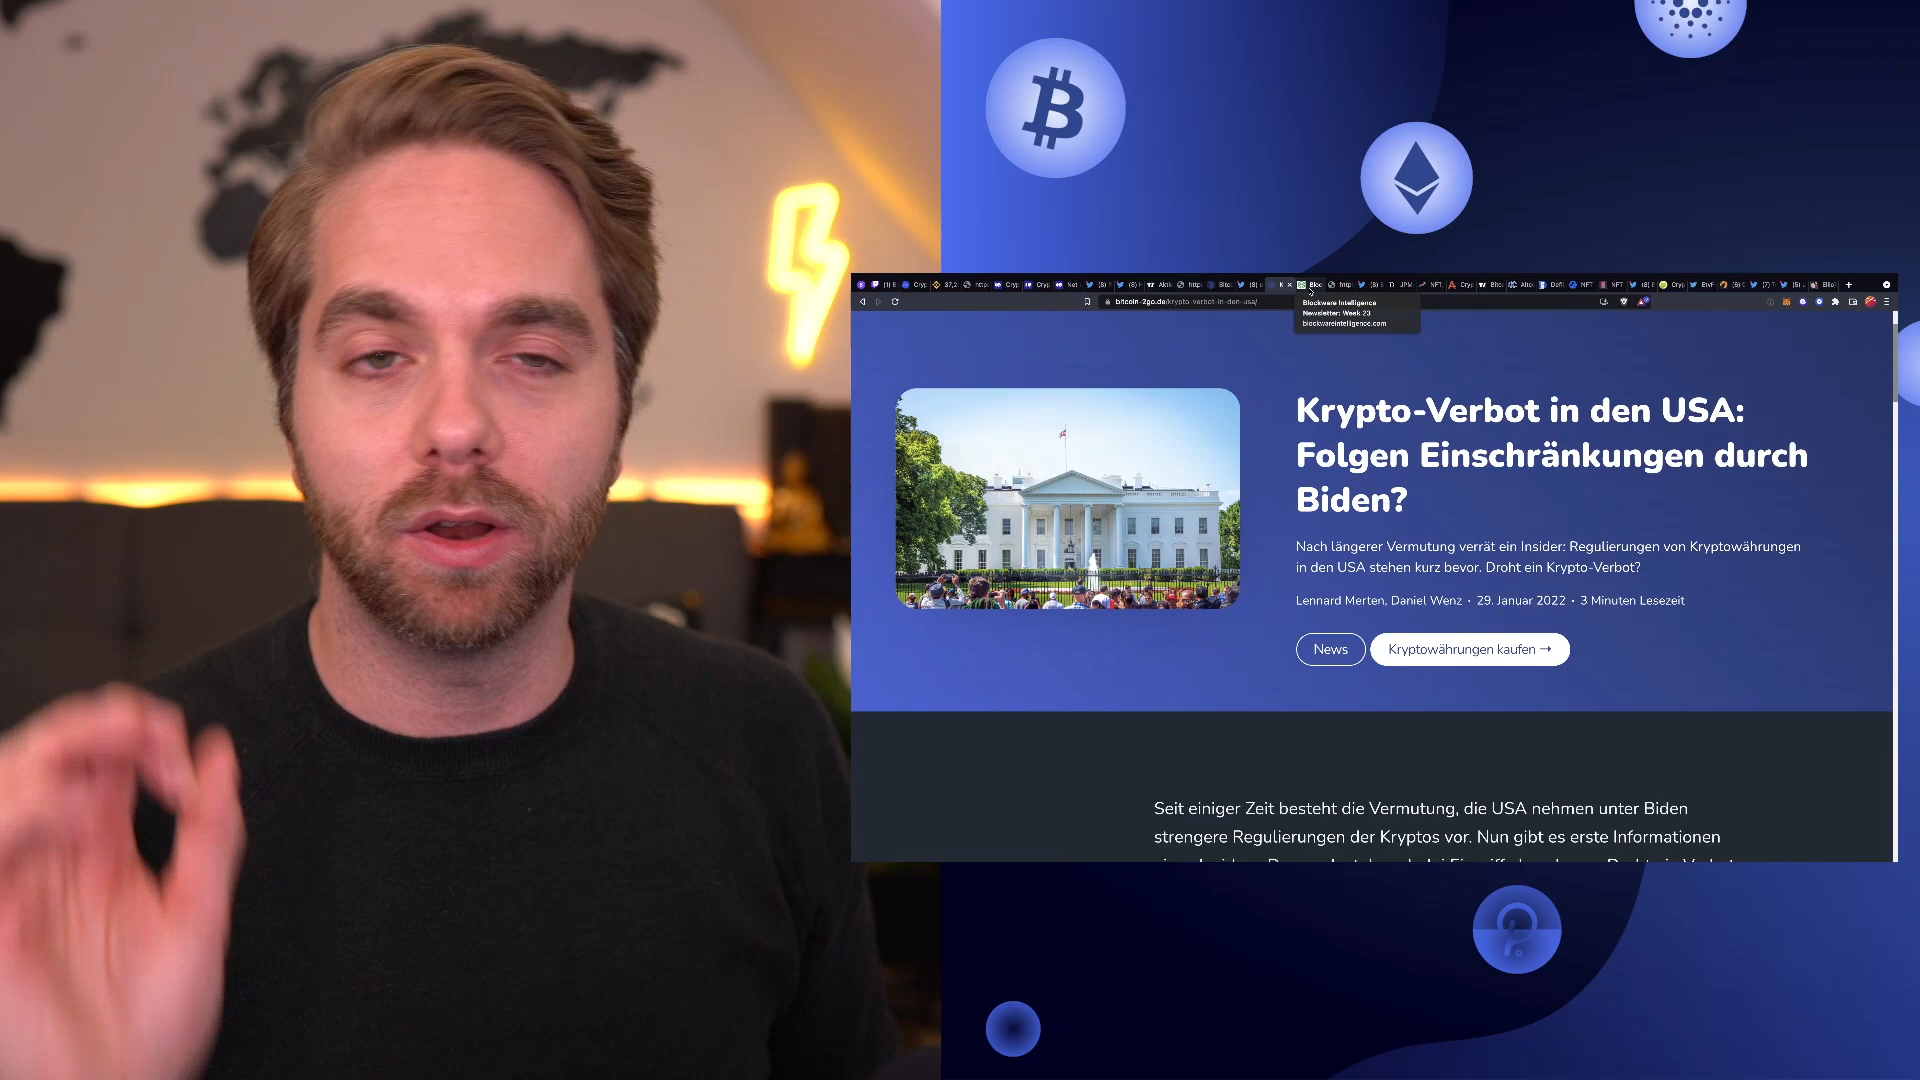 bitcoin-2go.de/krypto-verbot-in-den-usa/
Blockware Intelligence
Newsletter: Week 23
blockwareintelligence.com
Krypto-Verbot in den USA:
Folgen Einschränkungen durch
Biden?
Nach längerer Vermutung verrät ein Insider: Regulierungen von Kryptowährungen
in den USA stehen kurz bevor. Droht ein Krypto-Verbot?
Lennard Merten, Daniel Wenz · 29. Januar 2022 · 3 Minuten Lesezeit
News
Kryptowährungen kaufen →
Seit einiger Zeit besteht die Vermutung, die USA nehmen unter Biden
strengere Regulierungen der Kryptos vor. Nun gibt es erste Informationen